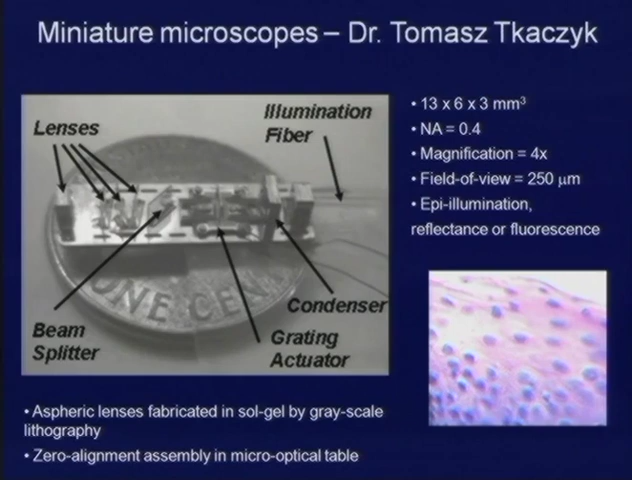 Miniature microscopes – Dr. Tomasz Tkaczyk
Lenses
Illumination
Fiber
ONE CEN
Beam
Splitter
Condenser
Grating
Actuator
• 13 x 6 x 3 mm³
• NA = 0.4
• Magnification = 4x
• Field-of-view = 250 μm
• Epi-illumination,
reflectance or fluorescence
• Aspheric lenses fabricated in sol-gel by gray-scale
lithography
• Zero-alignment assembly in micro-optical table